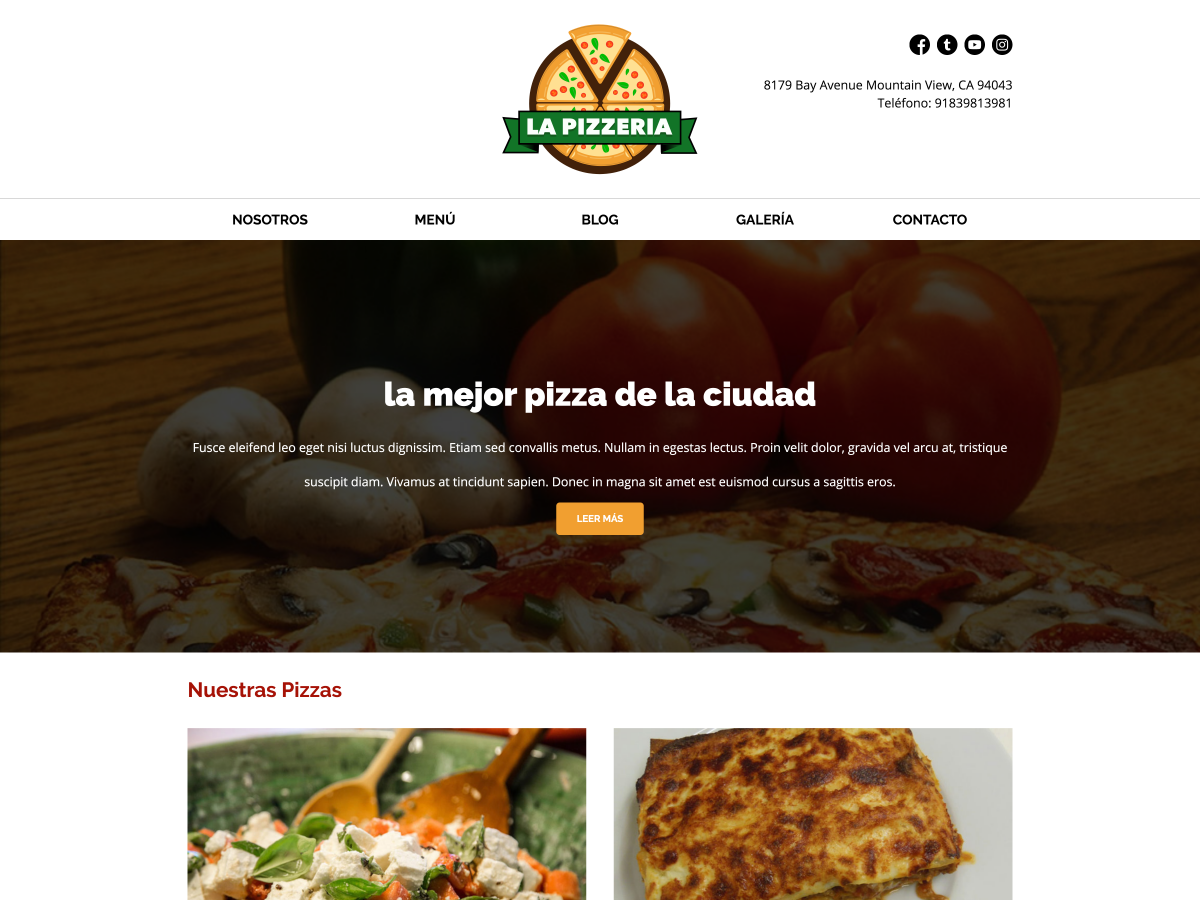 LA PIZZERIA
8179 Bay Avenue Mountain View, CA 94043
Teléfono: 91839813981
NOSOTROS MENÚ BLOG GALERÍA CONTACTO
la mejor pizza de la ciudad
Fusce eleifend leo eget nisi luctus dignissim. Etiam sed convallis metus. Nullam in egestas lectus. Proin velit dolor, gravida vel arcu at, tristique
suscipit diam. Vivamus at tincidunt sapien. Donec in magna sit amet est euismod cursus a sagittis eros.
LEER MÁS
Nuestras Pizzas